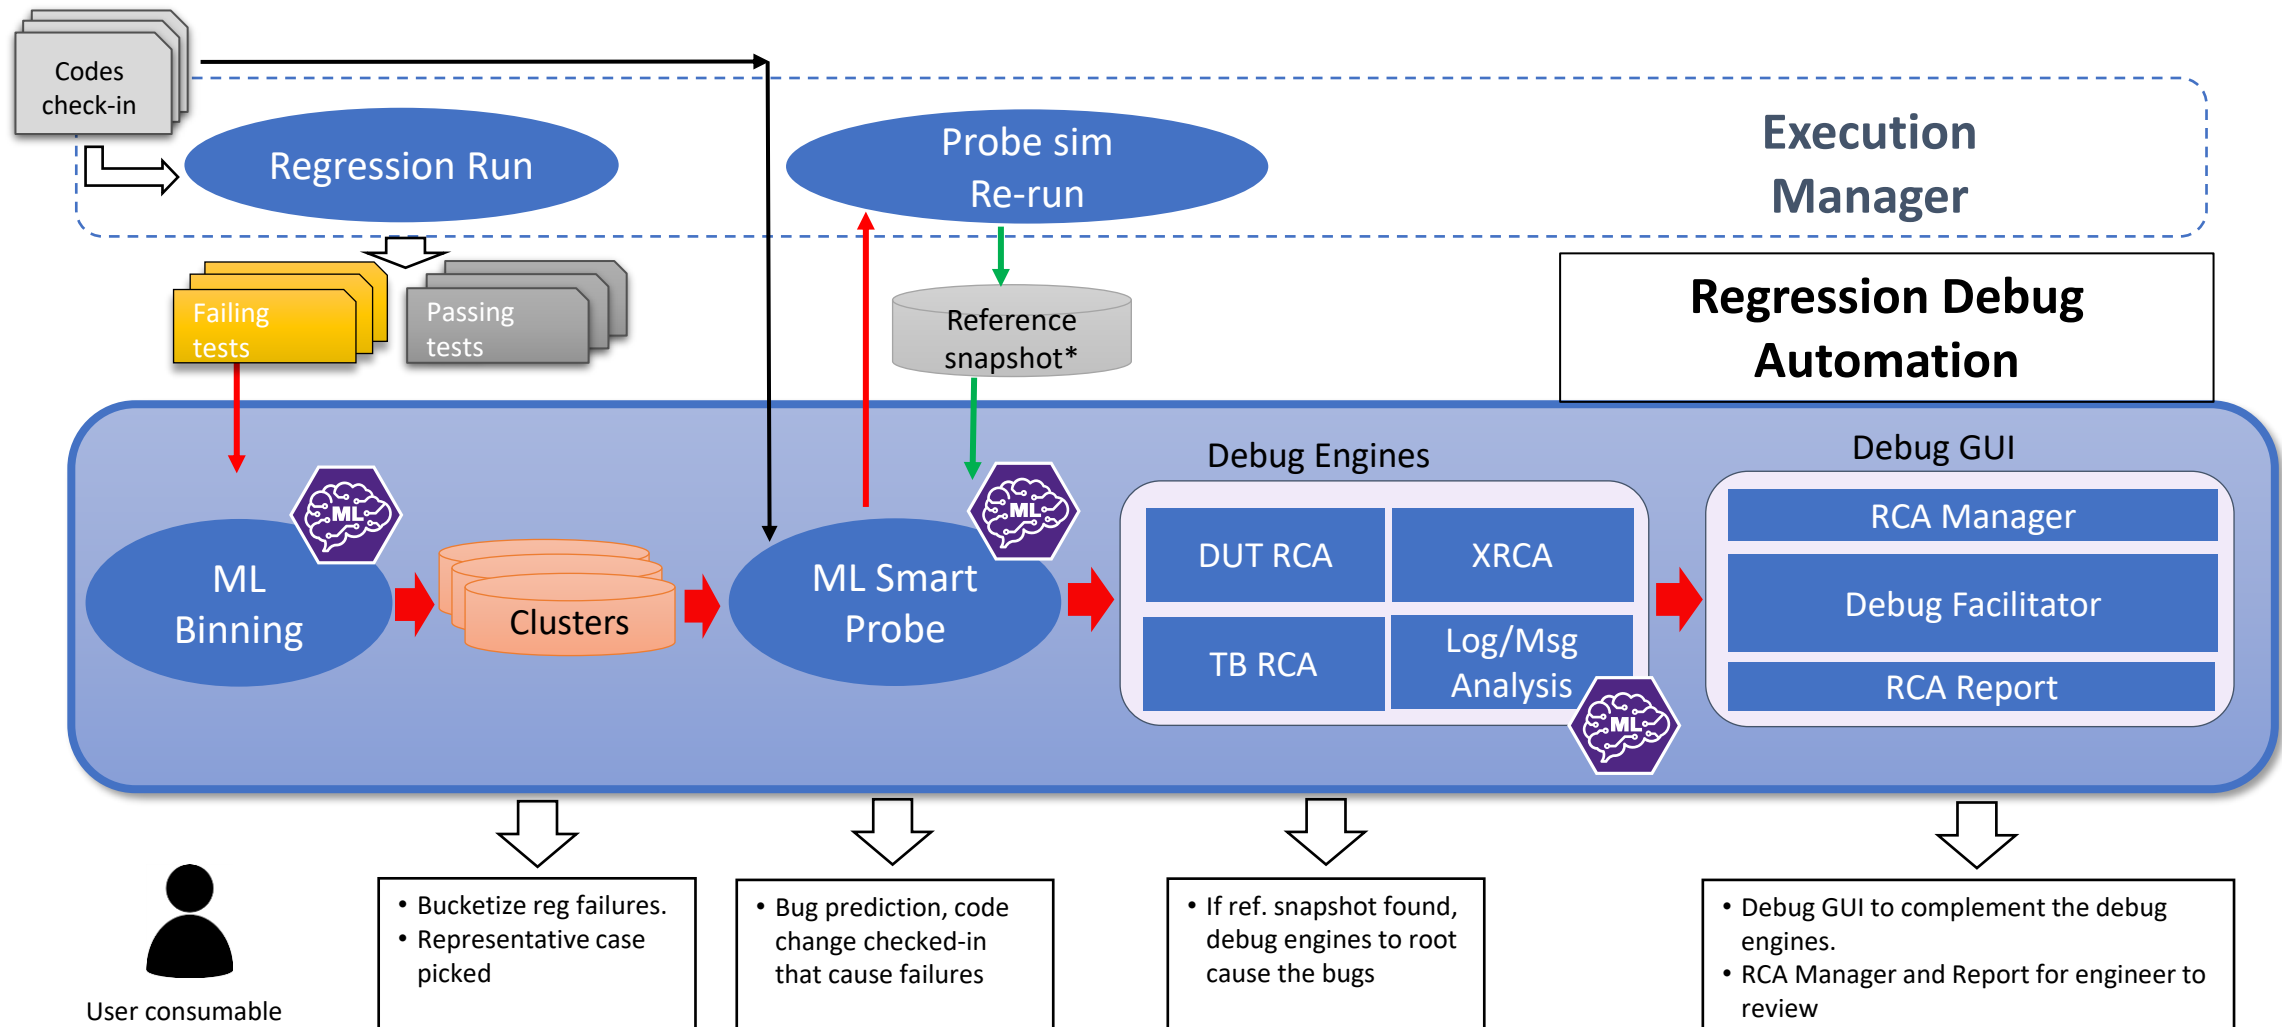 Codes
check-in
Regression Run
Probe sim
Re-run
Execution
Manager
Failing
tests
Passing
tests
Reference
snapshot*
Regression Debug
Automation
ML
Binning
ML
Clusters
ML Smart
Probe
ML
Debug Engines
DUT RCA
XRCA
TB RCA
Log/Msg
Analysis
ML
Debug GUI
RCA Manager
Debug Facilitator
RCA Report
User consumable
• Bucketize reg failures.
• Representative case
picked
• Bug prediction, code
change checked-in
that cause failures
• If ref. snapshot found,
debug engines to root
cause the bugs
• Debug GUI to complement the debug
engines.
• RCA Manager and Report for engineer to
review